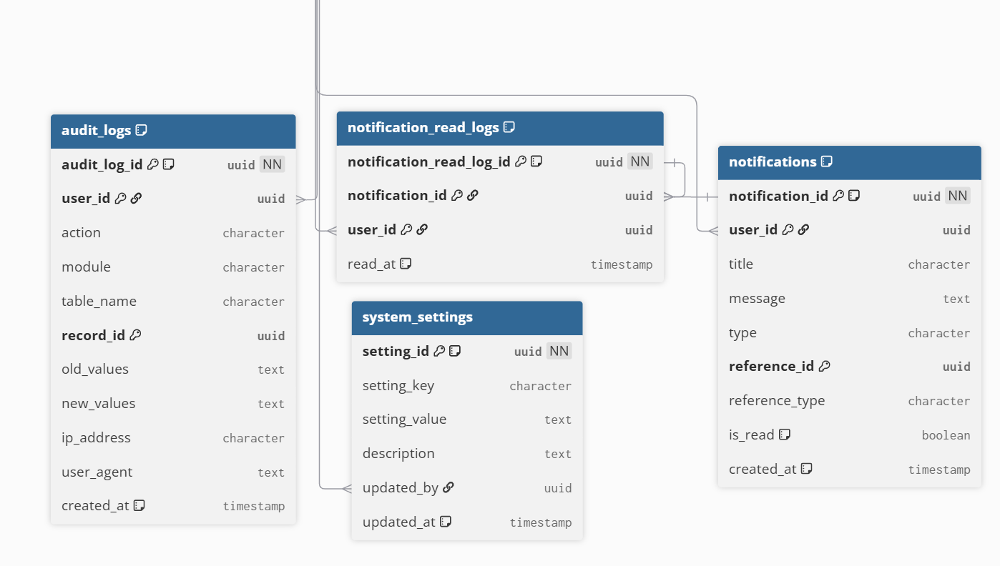 audit_logs
audit_log_id uuid NN
user_id uuid
action character
module character
table_name character
record_id uuid
old_values text
new_values text
ip_address character
user_agent text
created_at timestamp
notification_read_logs
notification_read_log_id uuid NN
notification_id uuid
user_id uuid
read_at timestamp
system_settings
setting_id uuid NN
setting_key character
setting_value text
description text
updated_by uuid
updated_at timestamp
notifications
notification_id uuid NN
user_id uuid
title character
message text
type character
reference_id uuid
reference_type character
is_read boolean
created_at timestamp